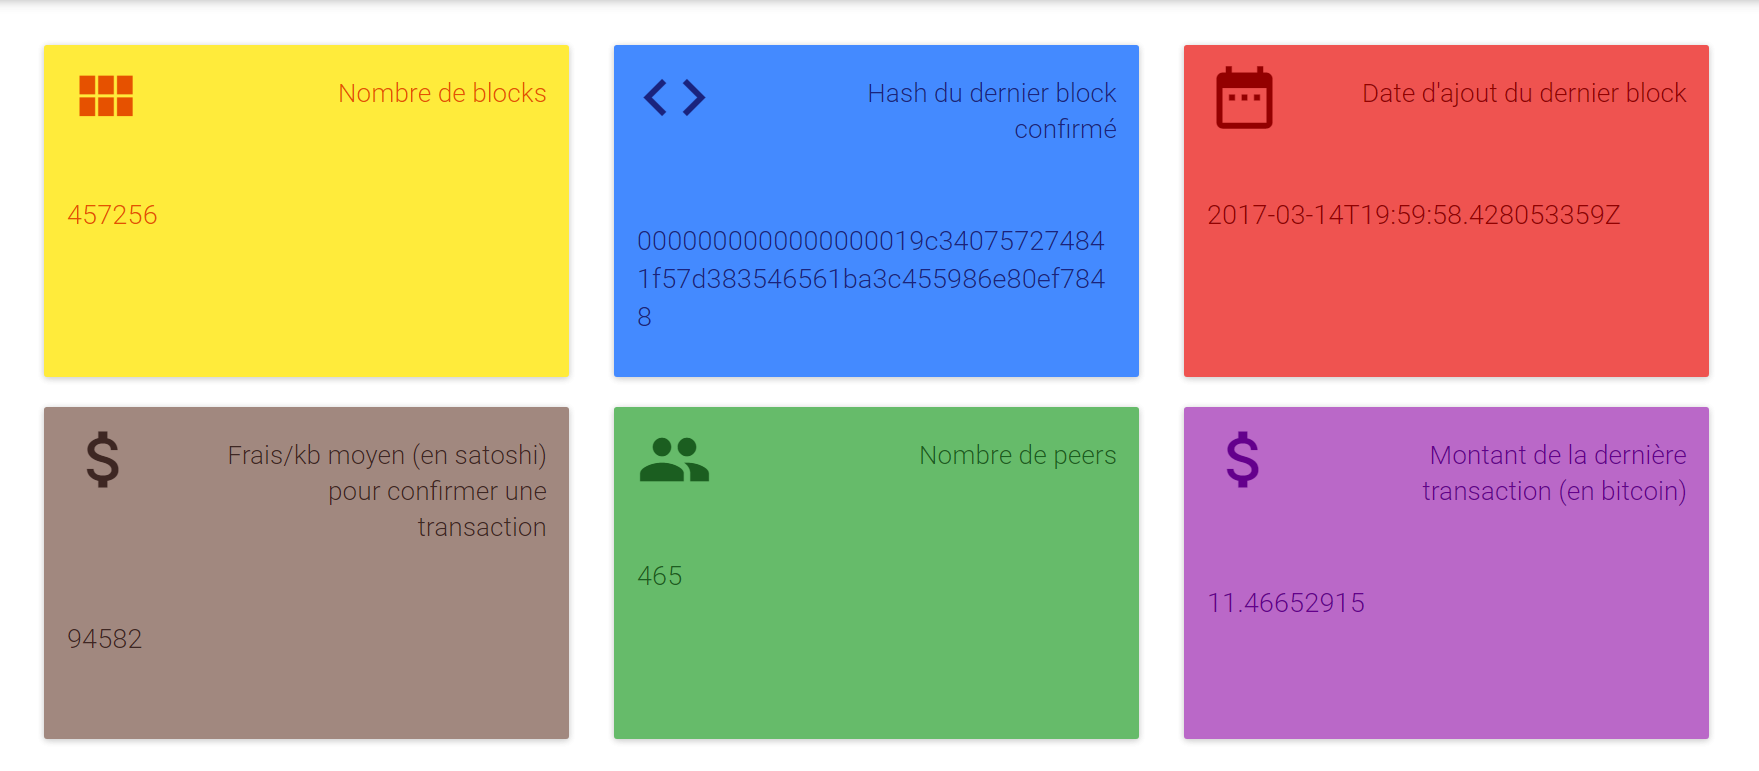 Nombre de blocks
457256
Hash du dernier block
confirmé
0000000000000000019c34075727484
1f57d383546561ba3c455986e80ef784
8
Date d'ajout du dernier block
2017-03-14T19:59:58.428053359Z
Frais/kb moyen (en satoshi)
pour confirmer une
transaction
94582
Nombre de peers
465
Montant de la dernière
transaction (en bitcoin)
11.46652915